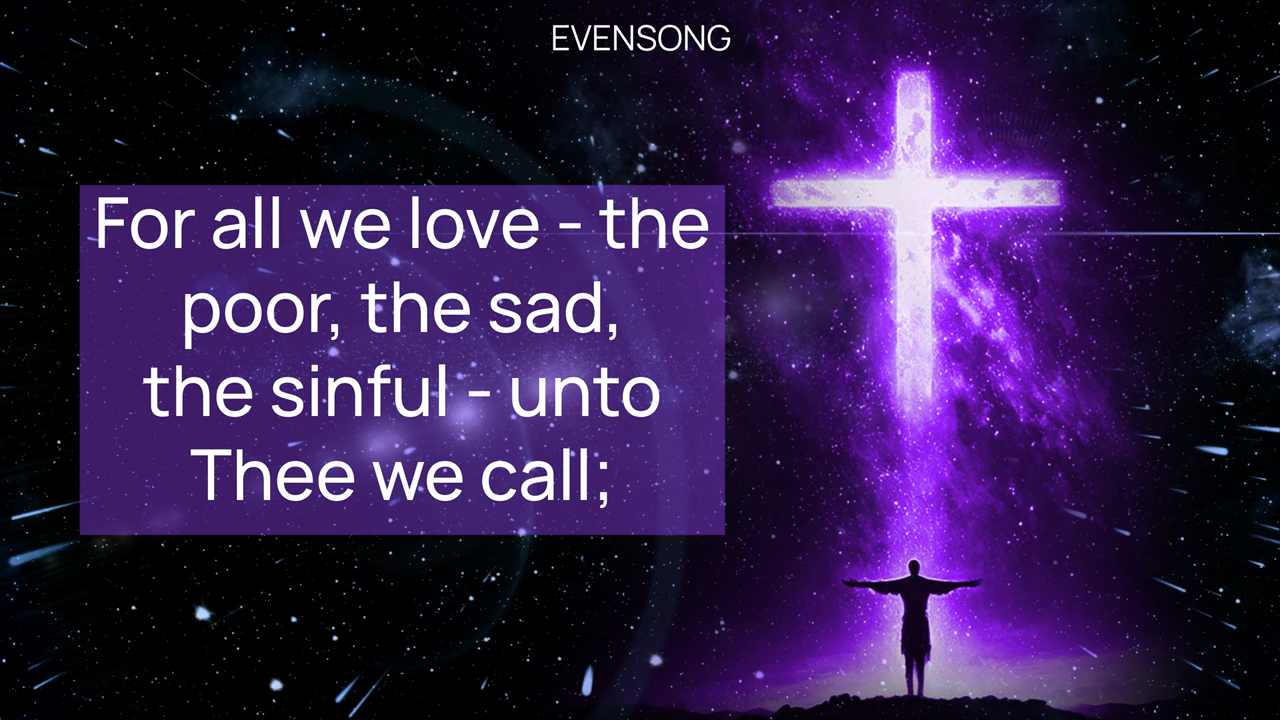 EVENSONG
For all we love - the
poor, the sad,
the sinful - unto
Thee we call;